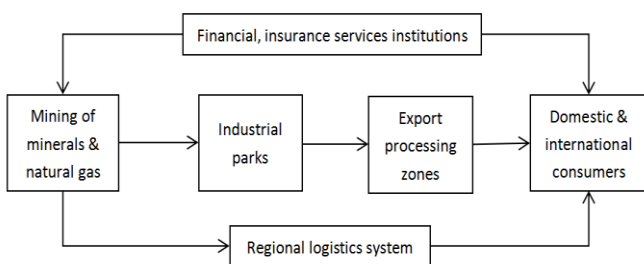 Financial, insurance services institutions
Mining of
minerals &
natural gas
Industrial
parks
Export
processing
zones
Domestic &
international
consumers
Regional logistics system